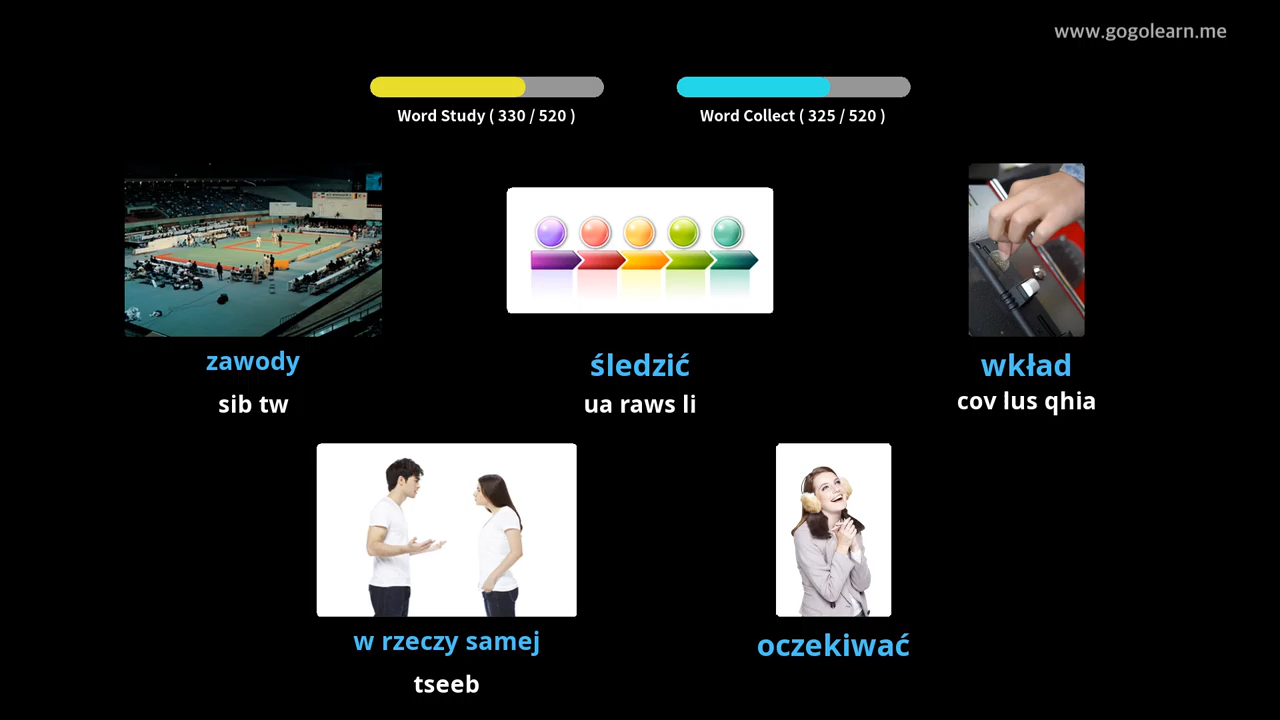 www.gogolearn.me
Word Study ( 330 / 520 )
Word Collect ( 325 / 520 )
zawody
sib tw
śledzić
ua raws li
wkład
cov lus qhia
w rzeczy samej
tseeb
oczekiwać